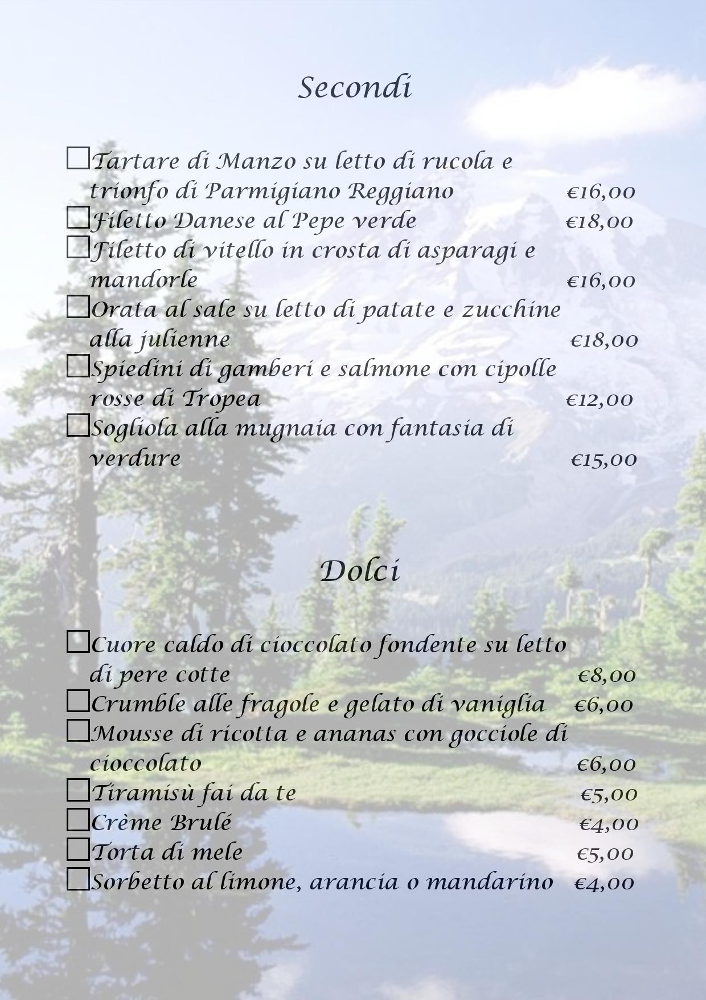 Secondi
☐Tartare di Manzo su letto di rucola e
trionfo di Parmigiano Reggiano €16,00
☐Filetto Danese al Pepe verde €18,00
☐Filetto di vitello in crosta di asparagi e
mandorle €16,00
☐Orata al sale su letto di patate e zucchine
alla julienne €18,00
☐Spiedini di gamberi e salmone con cipolle
rosse di Tropea €12,00
☐Sogliola alla mugnaia con fantasia di
verdure €15,00
Dolci
☐Cuore caldo di cioccolato fondente su letto
di pere cotte €8,00
☐Crumble alle fragole e gelato di vaniglia €6,00
☐Mousse di ricotta e ananas con gocciole di
cioccolato €6,00
☐Tiramisù fai da te €5,00
☐Crème Brulé €4,00
☐Torta di mele €5,00
☐Sorbetto al limone, arancia o mandarino €4,00